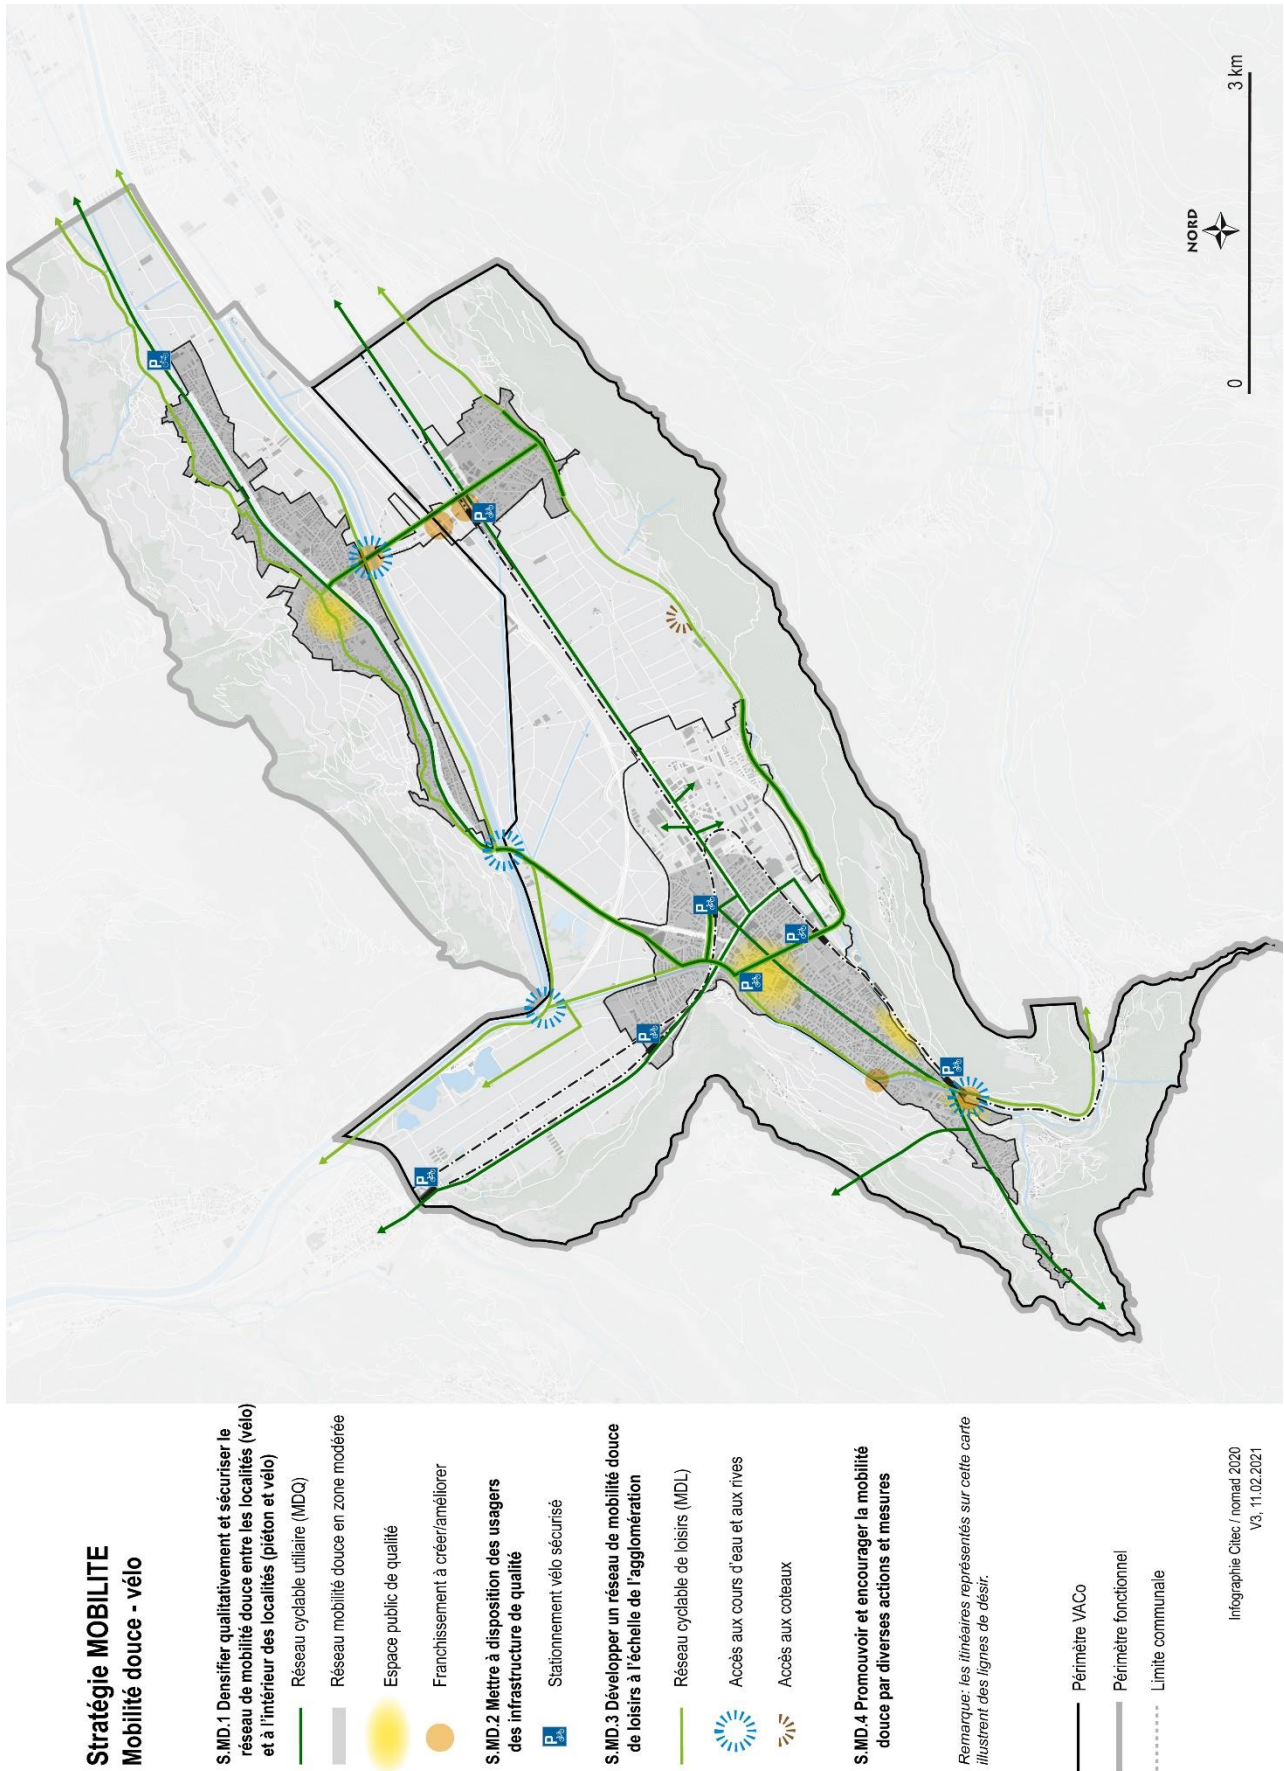 Stratégie MOBILITE
Mobilité douce - vélo
S.MD.1 Densifier qualitativement et sécuriser le
réseau de mobilité douce entre les localités (vélo)
et à l'intérieur des localités (piéton et vélo)
Réseau cyclable utilitaire (MDQ)
Réseau mobilité douce en zone modérée
Espace public de qualité
Franchissement à créer/améliorer
S.MD.2 Mettre à disposition des usagers
des infrastructure de qualité
P
Stationnement vélo sécurisé
S.MD.3 Développer un réseau de mobilité douce
de loisirs à l'échelle de l'agglomération
Réseau cyclable de loisirs (MDL)
Accès aux cours d'eau et aux rives
Accès aux coteaux
S.MD.4 Promouvoir et encourager la mobilité
douce par diverses actions et mesures
Remarque: les itinéraires représentés sur cette carte
illustrent des lignes de désir.
Périmètre VACo
Périmètre fonctionnel
Limite communale
Infographie Citec / nomad 2020
V3, 11.02.2021
P
P
P
P
P
P
P
P
NORD
0
3 km